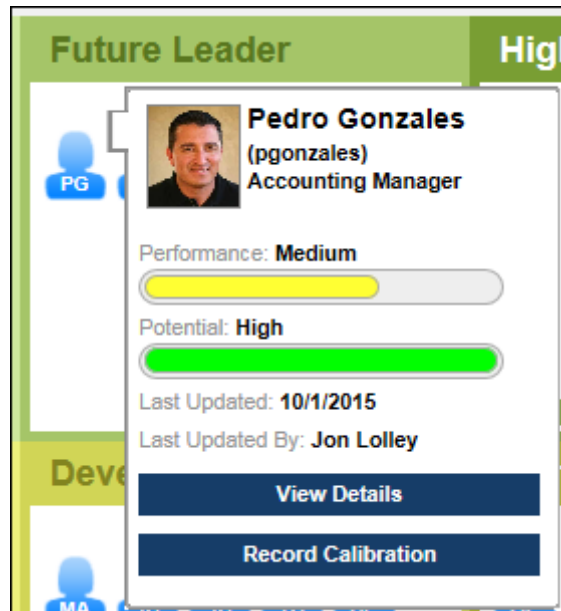 Future Leader
Hig
PG
Pedro Gonzales
(pgonzales)
Accounting Manager
Performance: Medium
Potential: High
Last Updated: 10/1/2015
Last Updated By: Jon Lolley
Deve
View Details
Record Calibration
MA